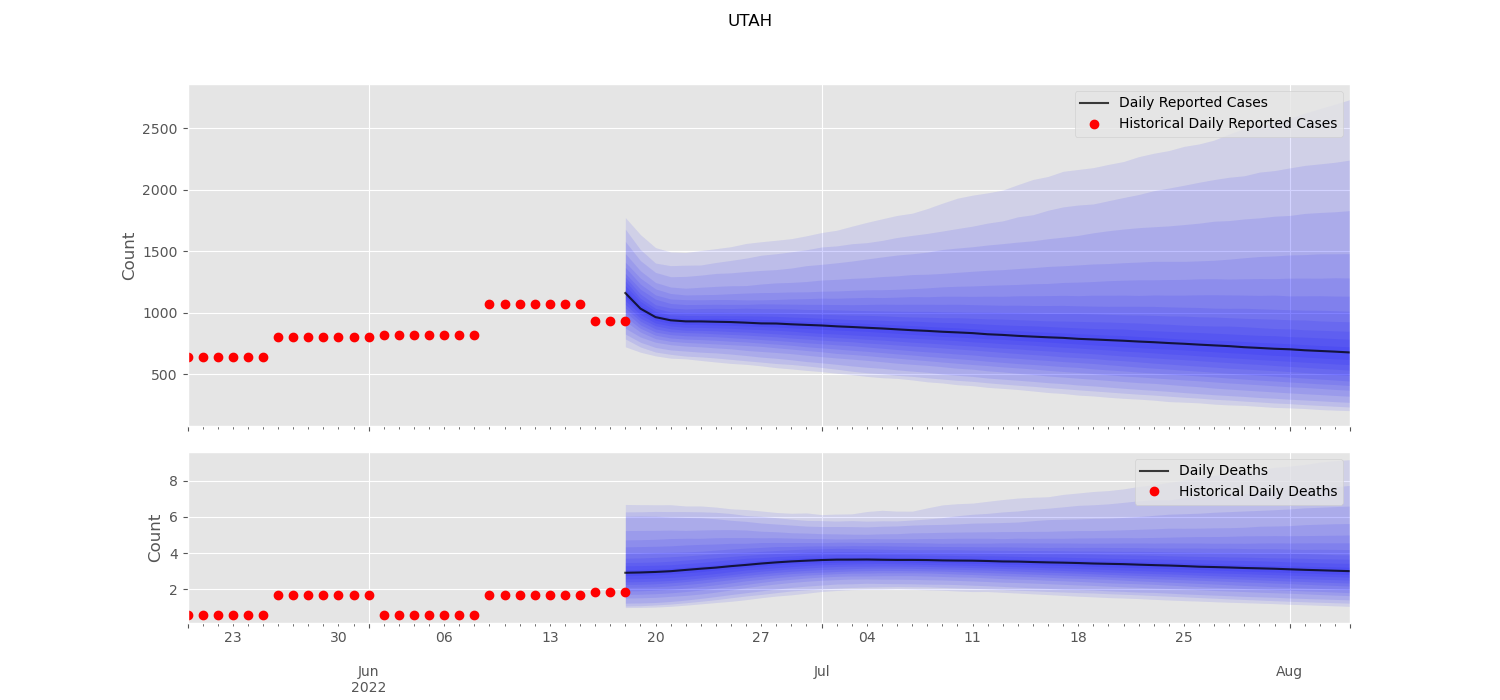 UTAH
Count
2500
2000
1500
1000
500
Daily Reported Cases
Historical Daily Reported Cases
Count
8
6
4
2
Daily Deaths
Historical Daily Deaths
23 30 06 13 20 27 04 11 18 25
Jun Jul Aug
2022